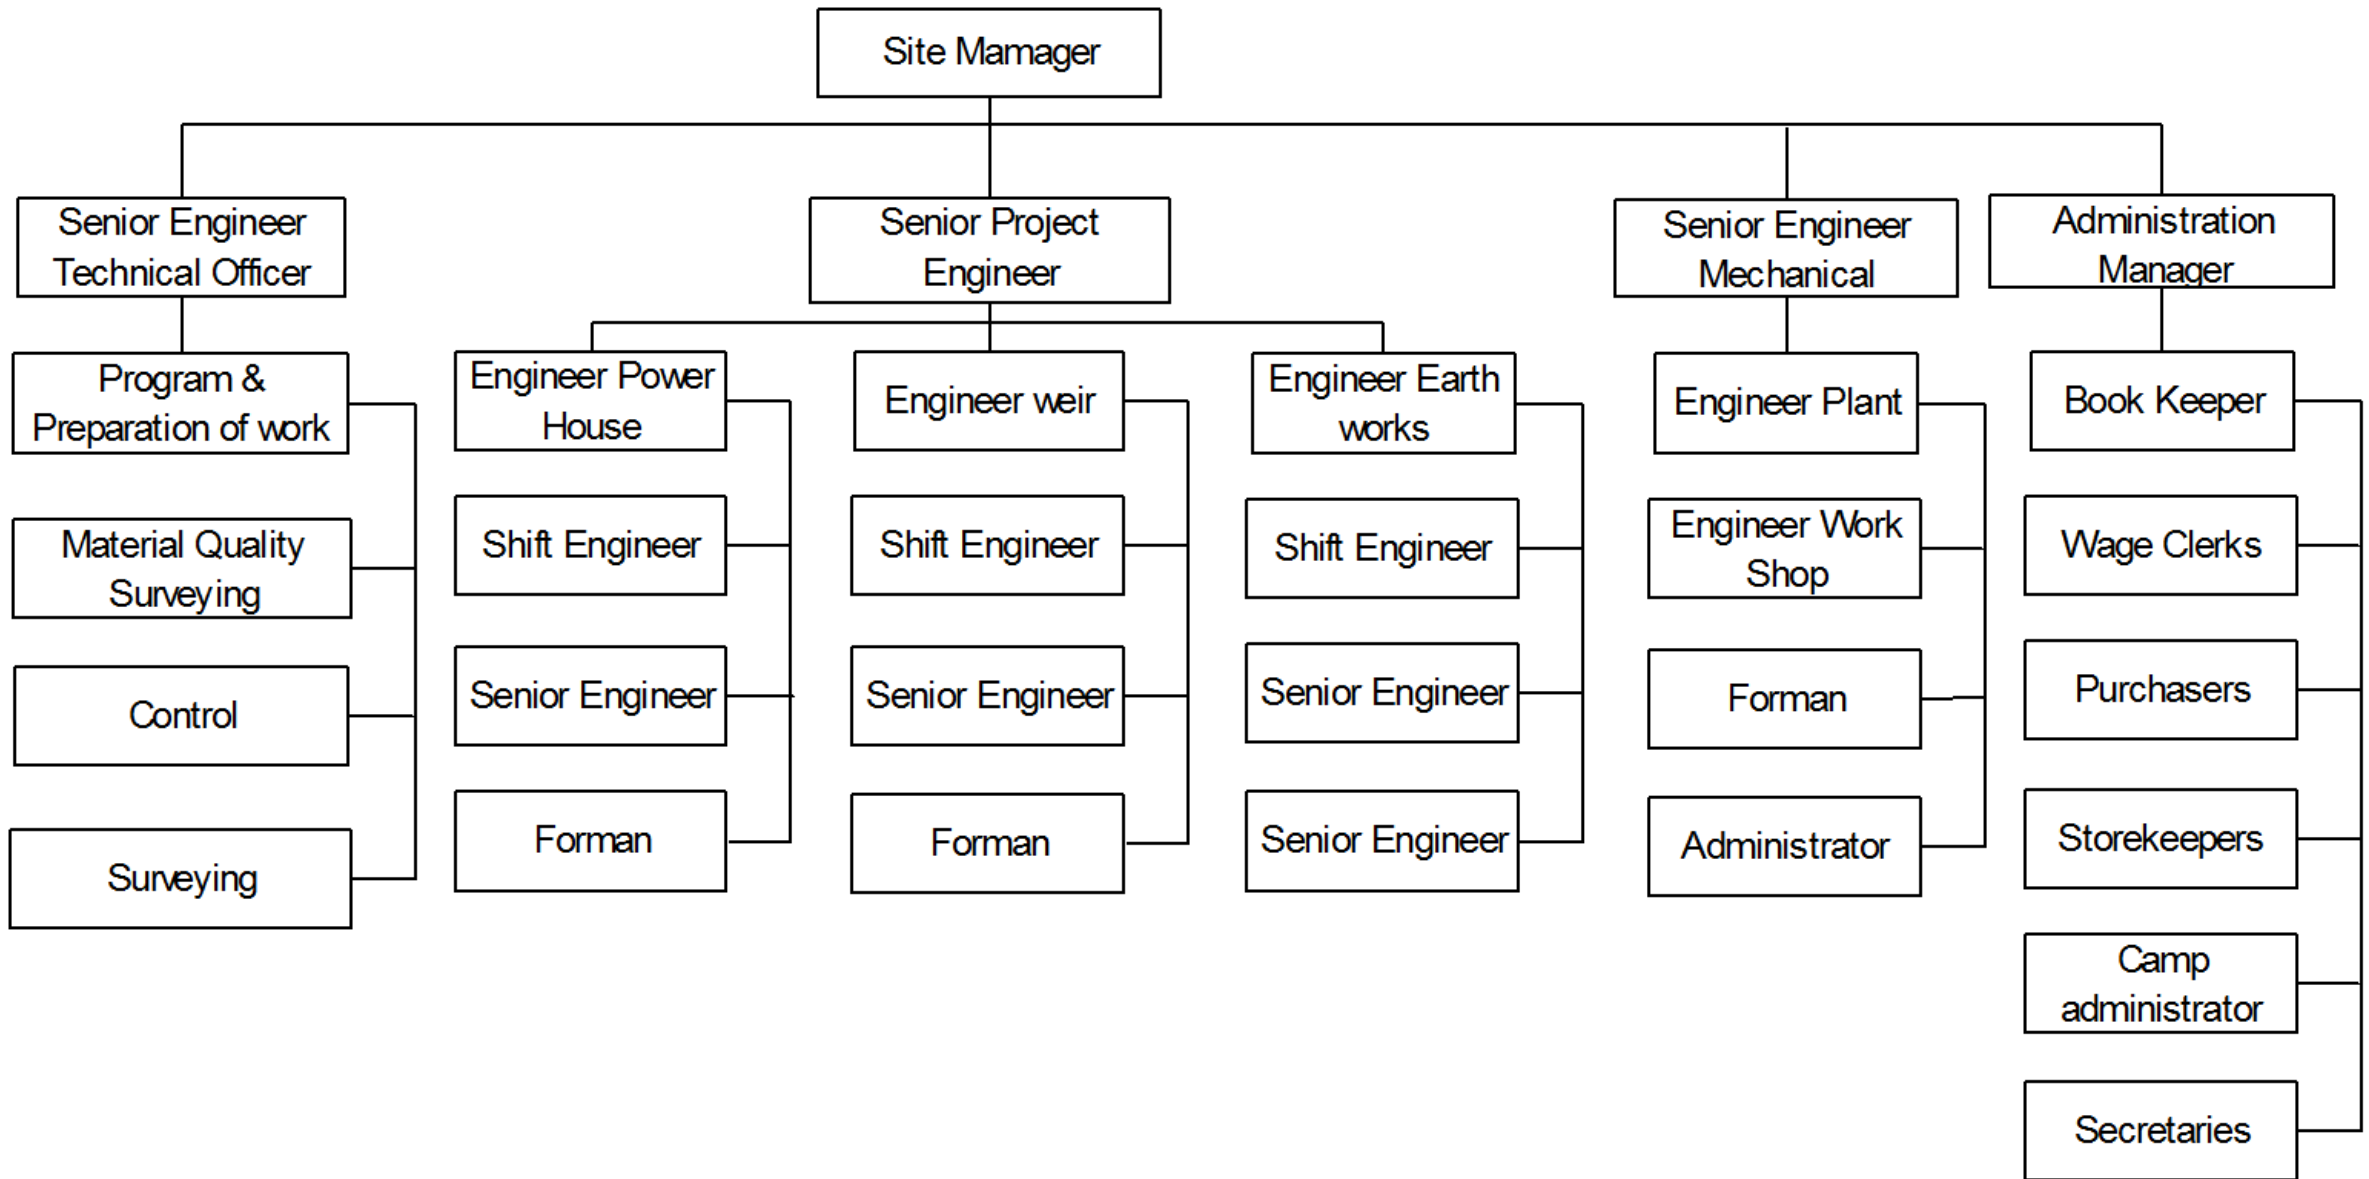 Site Mamager
Senior Engineer
Technical Officer
Senior Project
Engineer
Senior Engineer
Mechanical
Administration
Manager
Program &
Preparation of work
Engineer Power
House
Engineer weir
Engineer Earth
works
Engineer Plant
Book Keeper
Material Quality
Surveying
Shift Engineer
Shift Engineer
Shift Engineer
Engineer Work
Shop
Wage Clerks
Control
Senior Engineer
Senior Engineer
Senior Engineer
Forman
Purchasers
Surveying
Forman
Forman
Senior Engineer
Administrator
Storekeepers
Camp
administrator
Secretaries